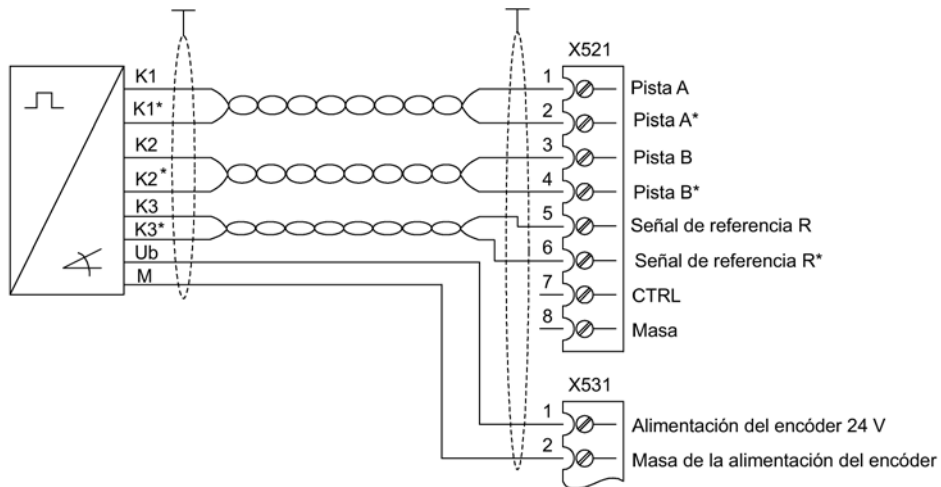 X521
K1
1
Pista A
K1*
2
Pista A*
K2
3
Pista B
K2*
4
Pista B*
K3
5
Señal de referencia R
K3*
6
Señal de referencia R*
Ub
M
7
CTRL
8
Masa
X531
1
Alimentación del encóder 24 V
2
Masa de la alimentación del encóder